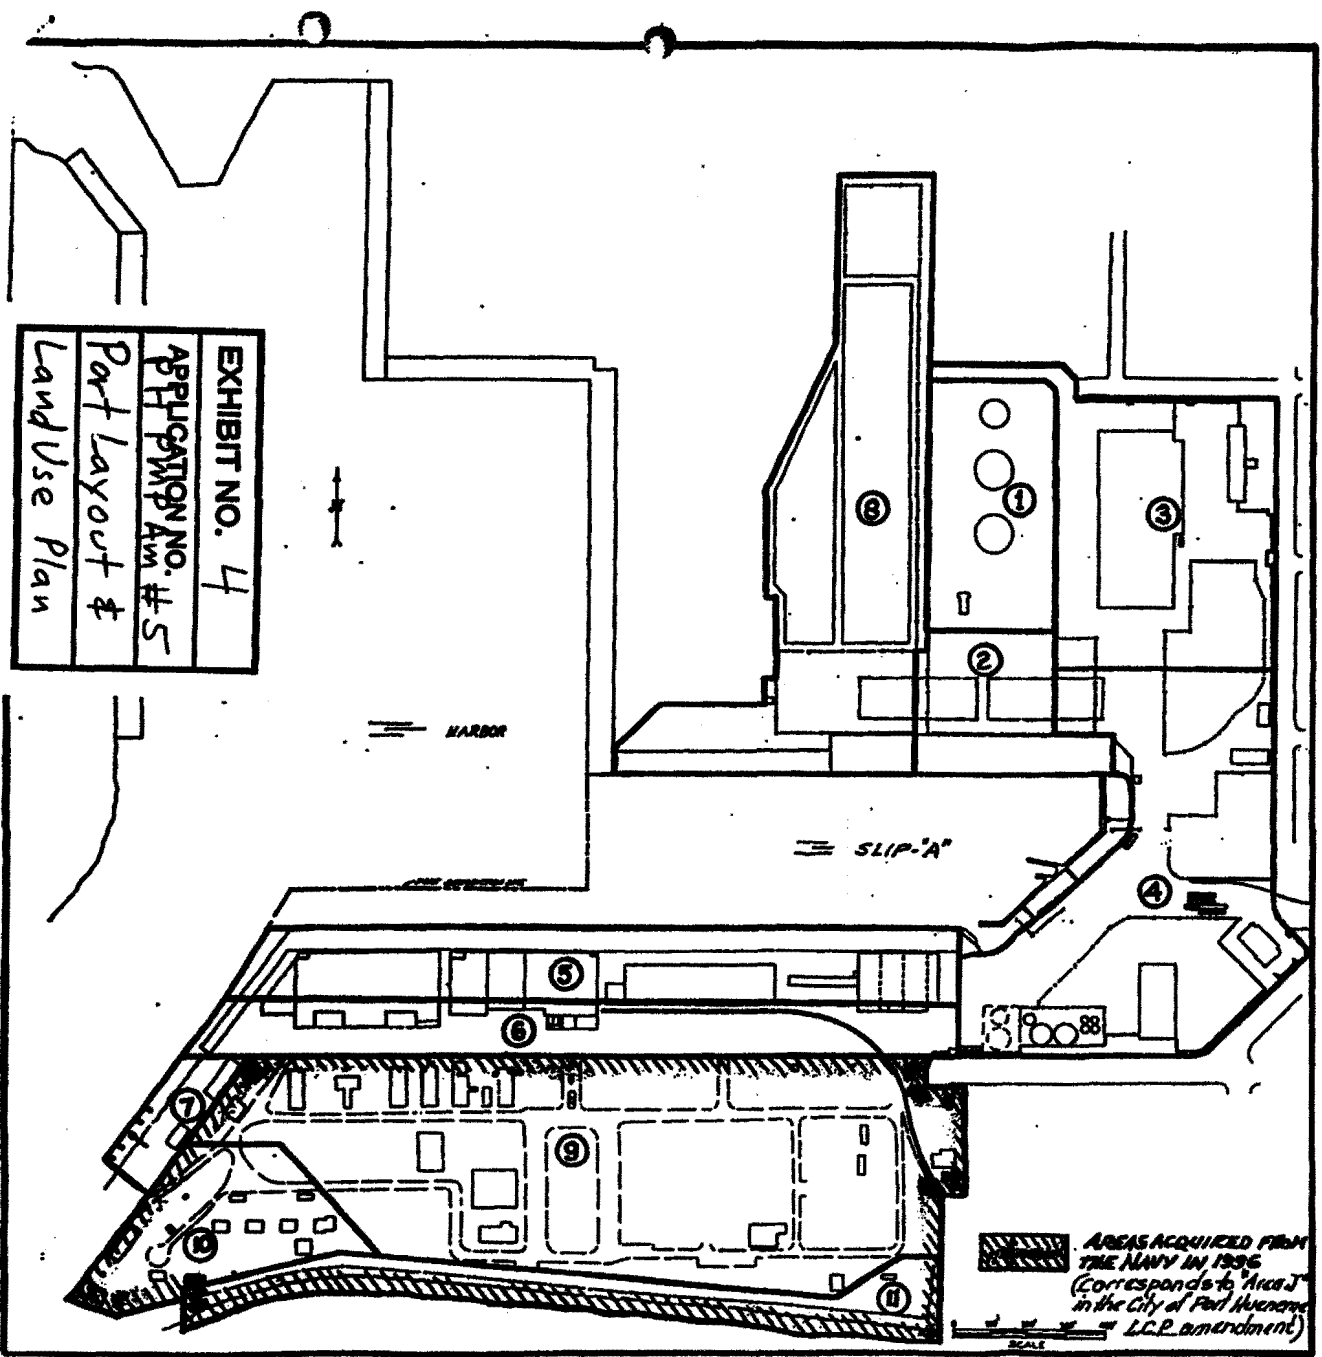 EXHIBIT NO. 4
APPLICATION NO.
PH PMP Am #5
Port Layout &
Land Use Plan
8
1
3
2
HARBOR
SLIP-"A"
4
5
6
7
9
10
11
AREAS ACQUIRED FROM
THE NAVY IN 1996
(Corresponds to "Area J"
in the City of Port Hueneme
LCP amendment)
SCALE